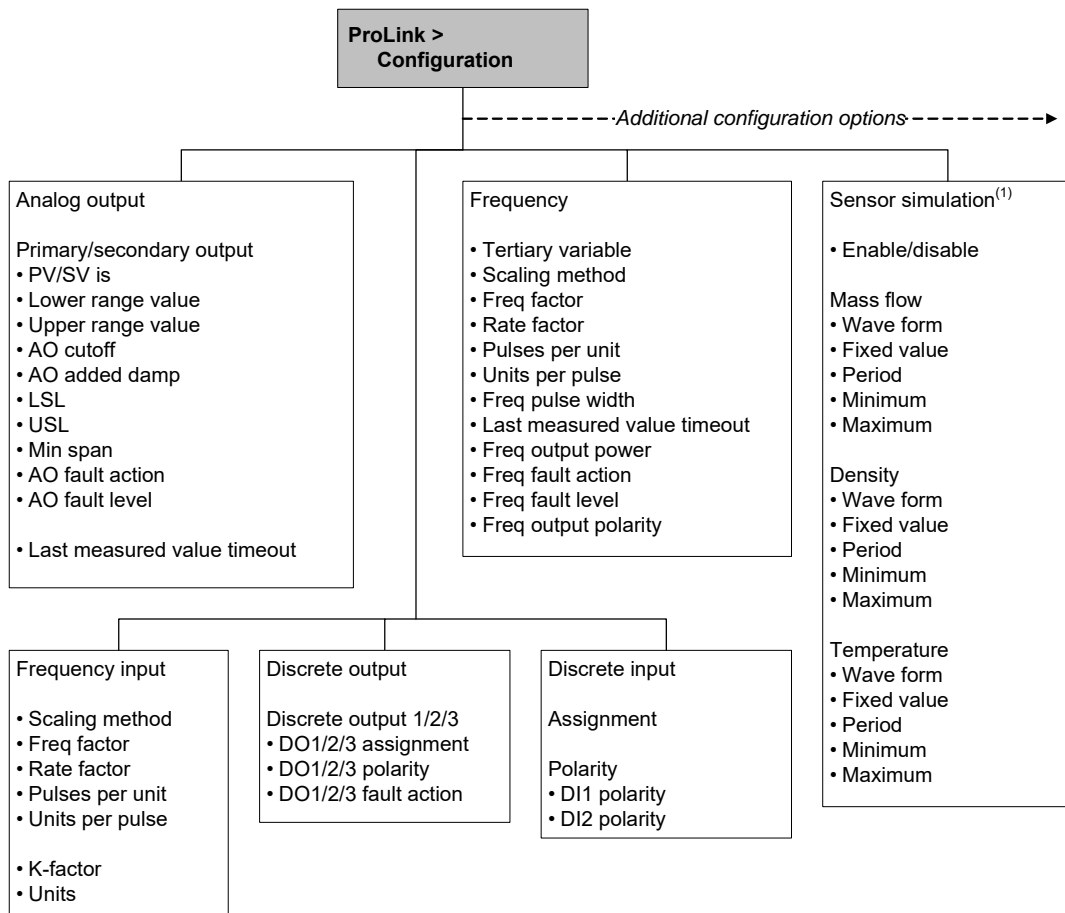 ProLink >
Configuration
Additional configuration options
Analog output
Primary/secondary output
• PV/SV is
• Lower range value
• Upper range value
• AO cutoff
• AO added damp
• LSL
• USL
• Min span
• AO fault action
• AO fault level
• Last measured value timeout
Frequency
• Tertiary variable
• Scaling method
• Freq factor
• Rate factor
• Pulses per unit
• Units per pulse
• Freq pulse width
• Last measured value timeout
• Freq output power
• Freq fault action
• Freq fault level
• Freq output polarity
Sensor simulation(1)
• Enable/disable
Mass flow
• Wave form
• Fixed value
• Period
• Minimum
• Maximum
Density
• Wave form
• Fixed value
• Period
• Minimum
• Maximum
Temperature
• Wave form
• Fixed value
• Period
• Minimum
• Maximum
Frequency input
• Scaling method
• Freq factor
• Rate factor
• Pulses per unit
• Units per pulse
• K-factor
• Units
Discrete output
Discrete output 1/2/3
• DO1/2/3 assignment
• DO1/2/3 polarity
• DO1/2/3 fault action
Discrete input
Assignment
Polarity
• DI1 polarity
• DI2 polarity